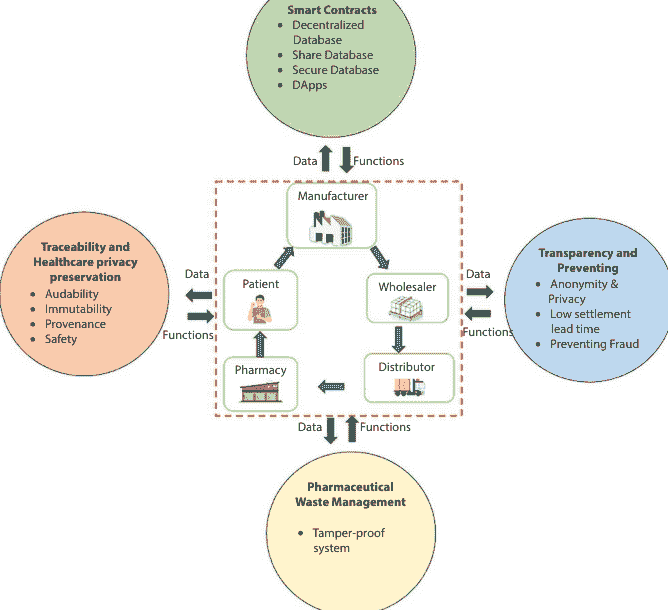 Smart Contracts
• Decentralized
Database
• Share Database
• Secure Database
• DApps
Data
Functions
Manufacturer
Traceability and
Healthcare privacy
preservation
• Audability
• Immutability
• Provenance
• Safety
Data
Functions
Patient
Wholesaler
Pharmacy
Distributor
Data
Functions
Transparency and
Preventing
• Anonymity &
Privacy
• Low settlement
lead time
• Preventing Fraud
Data
Functions
Pharmaceutical
Waste Management
• Tamper-proof
system